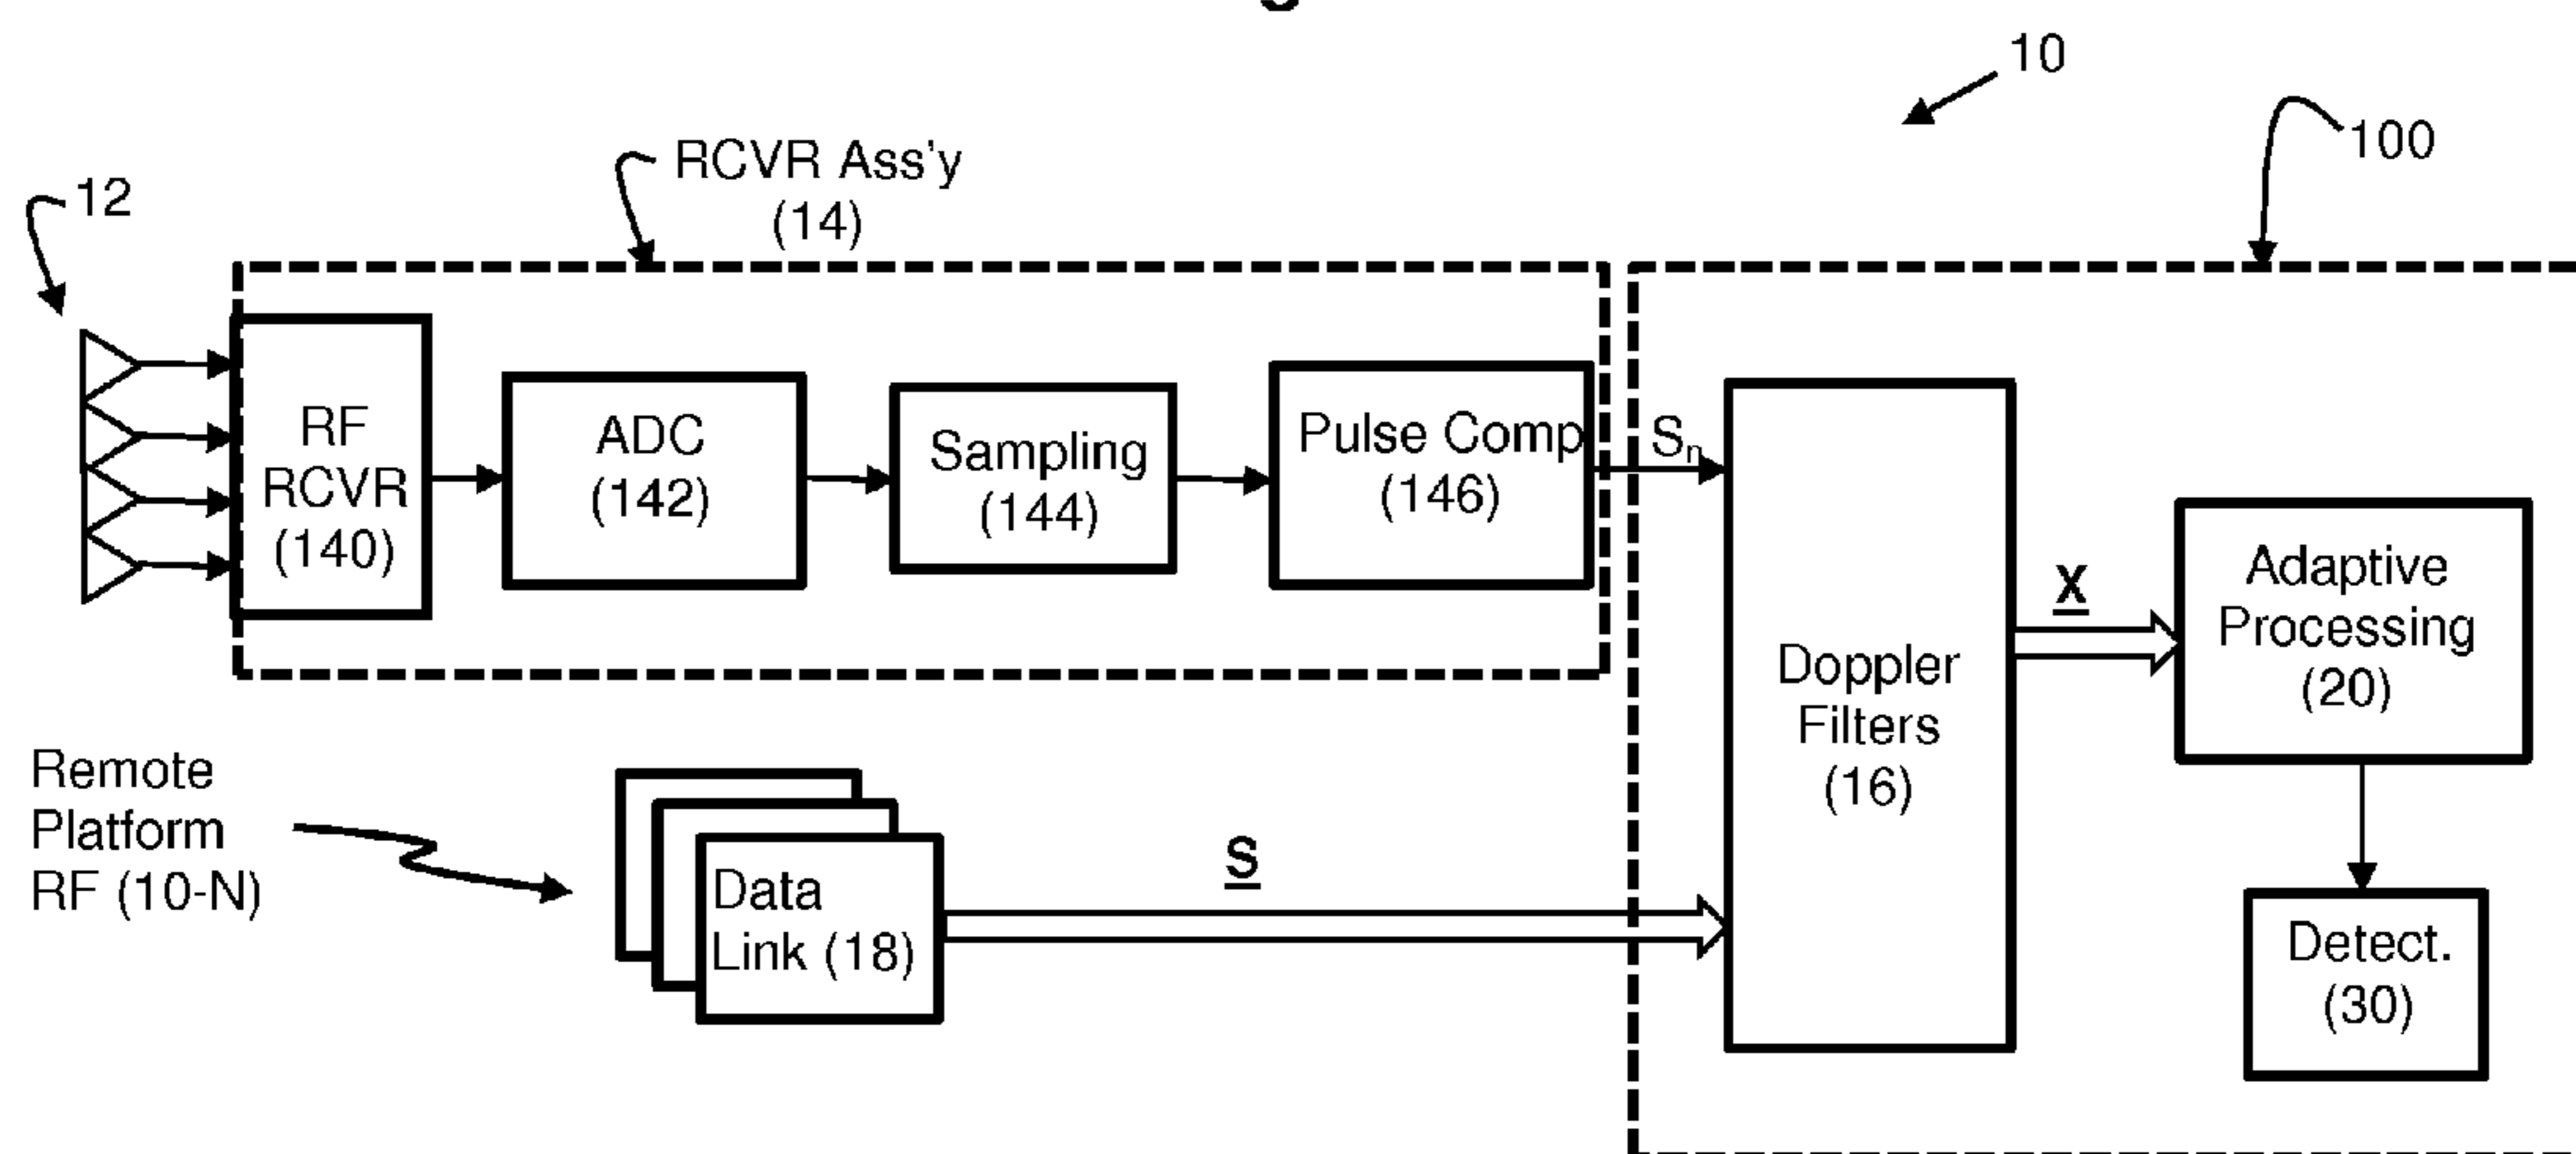 10
100
12
RCVR Ass'y
(14)
RF
RCVR
(140)
ADC
(142)
Sampling
(144)
Pulse Comp
(146)
Sn
Doppler
Filters
(16)
X
Adaptive
Processing
(20)
Remote
Platform
RF (10-N)
Data
Link (18)
S
Detect.
(30)